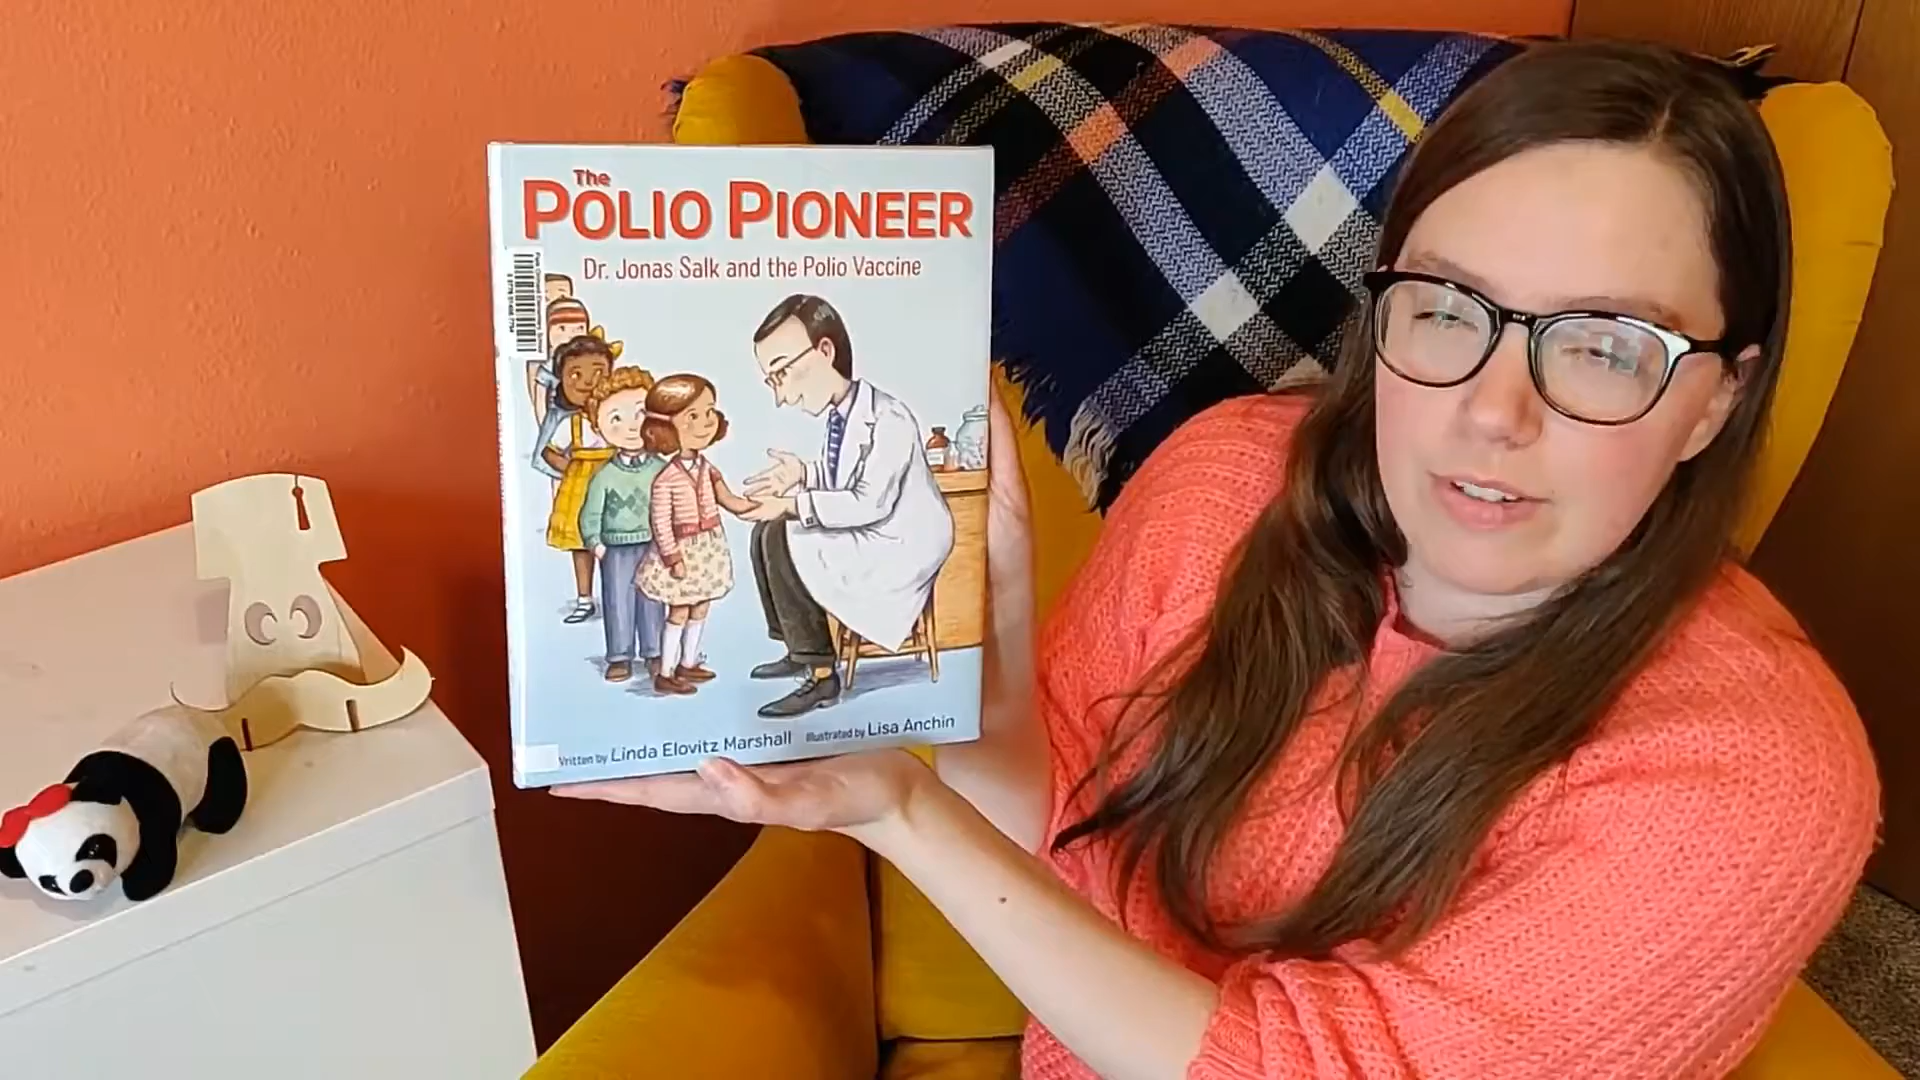 The
POLIO PIONEER
Dr. Jonas Salk and the Polio Vaccine
Written by Linda Elovitz Marshall Illustrated by Lisa Anchin